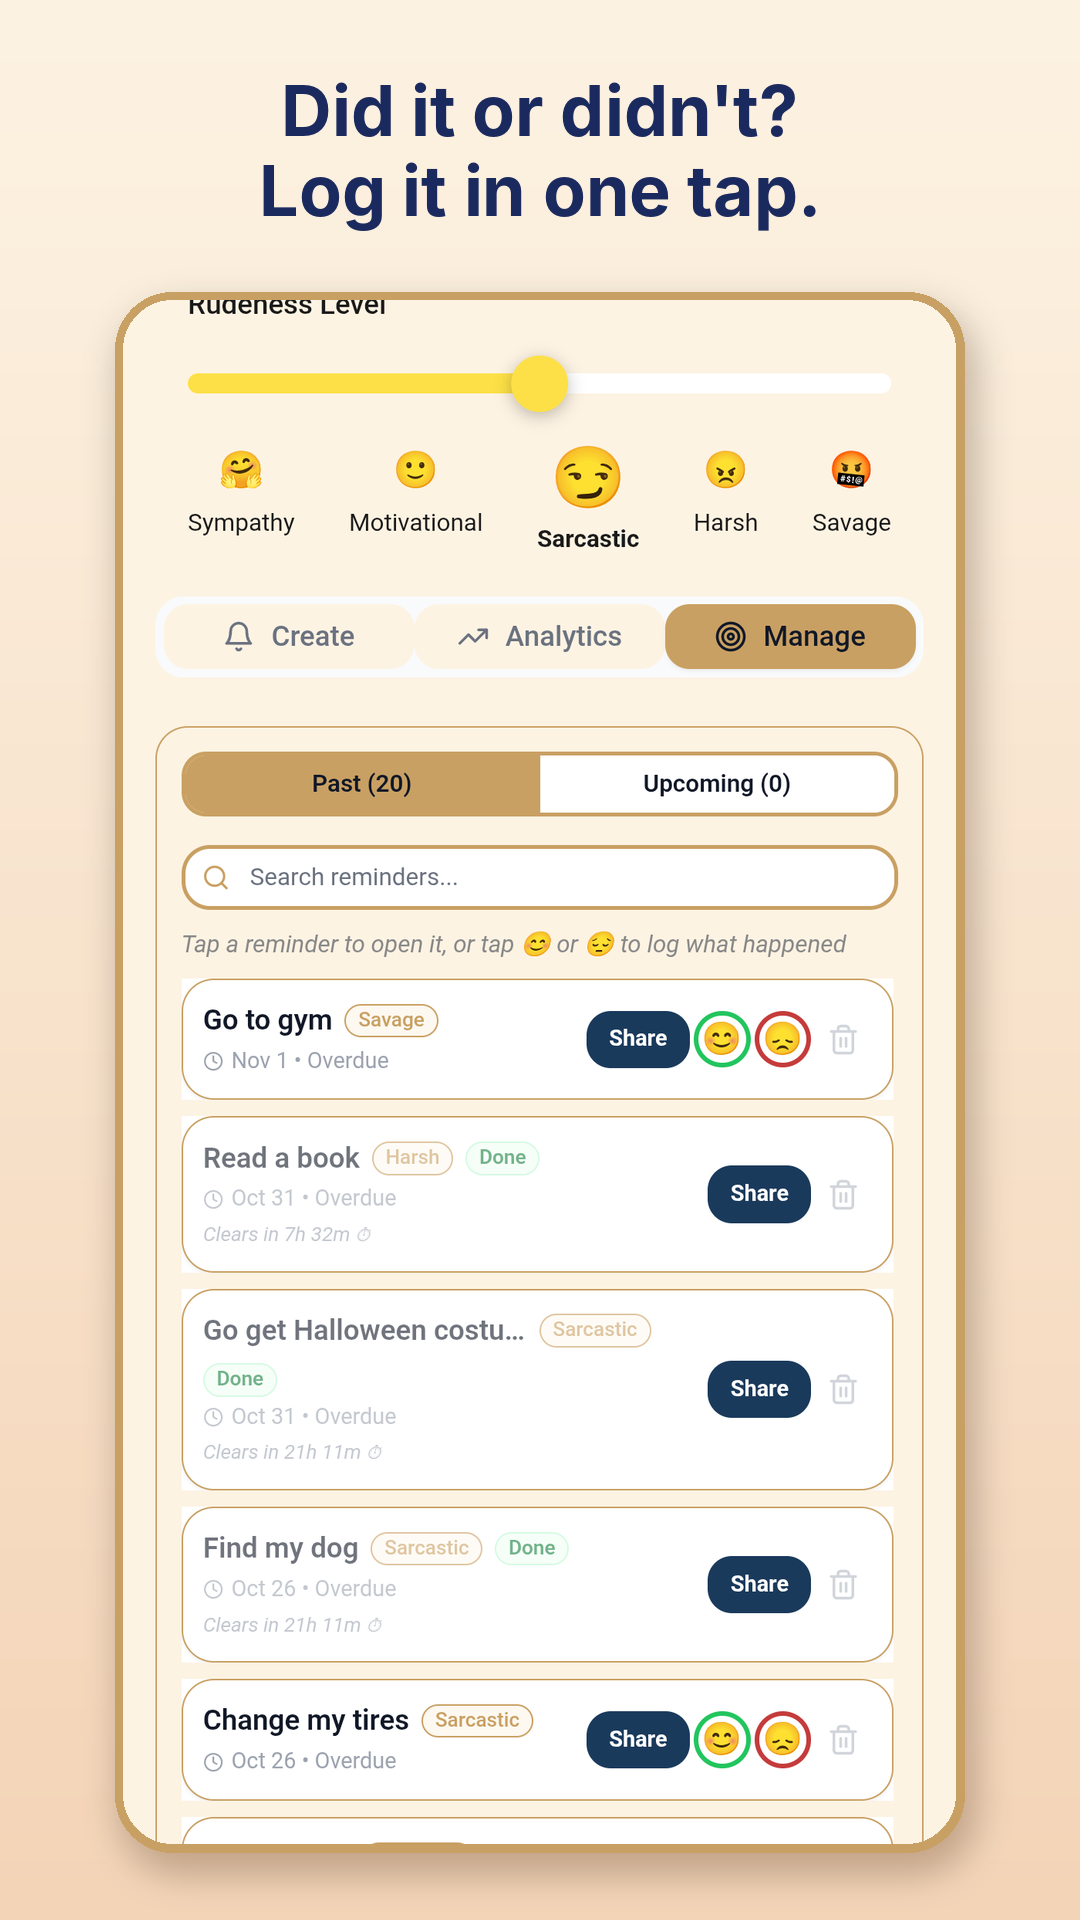 Did it or didn't?
Log it in one tap.
Rudeness Level
Sympathy Motivational Sarcastic Harsh Savage
Create Analytics Manage
Past (20) Upcoming (0)
Search reminders...
Tap a reminder to open it, or tap 😊 or 😔 to log what happened
Go to gym Savage
Nov 1 • Overdue
Share
Read a book Harsh Done
Oct 31 • Overdue
Clears in 7h 32m ⏱
Share
Go get Halloween costu... Sarcastic
Done
Oct 31 • Overdue
Clears in 21h 11m ⏱
Share
Find my dog Sarcastic Done
Oct 26 • Overdue
Clears in 21h 11m ⏱
Share
Change my tires Sarcastic
Oct 26 • Overdue
Share